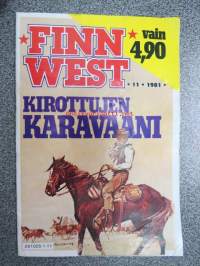 FINN
WEST
vain
4,90
• 11 • 1981 •
KIROTTUJEN
KARAVAANI